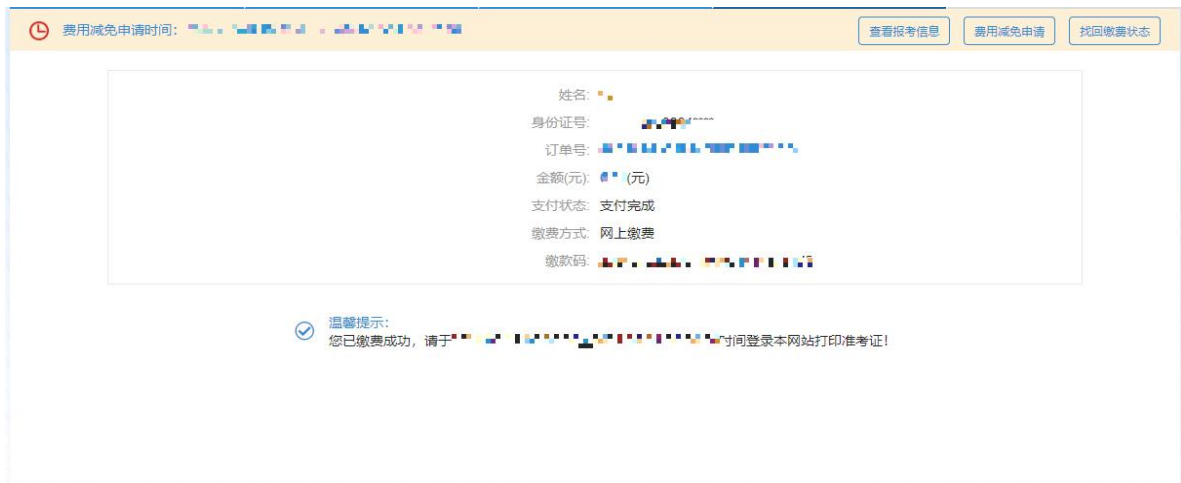 费用减免申请时间: 查看报考信息 费用减免申请 找回缴费状态
姓名:
身份证号:
订单号:
金额(元): (元)
支付状态: 支付完成
缴费方式: 网上缴费
缴款码:
温馨提示:
您已缴费成功，请于 时间登录本网站打印准考证!